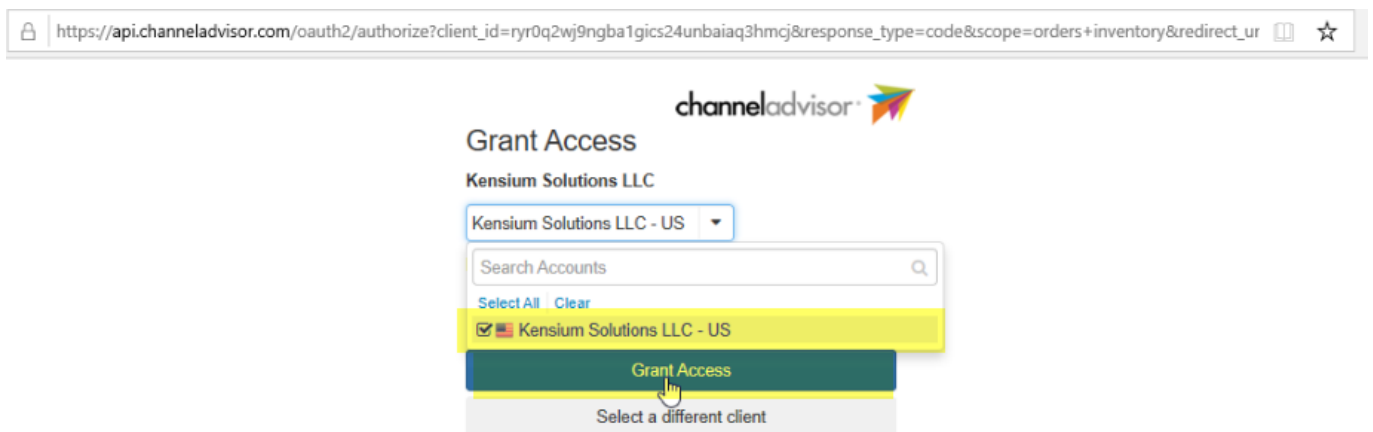 https://api.channeladvisor.com/oauth2/authorize?client_id=ryr0q2wj9ngba1gics24unbaiaq3hmcj&response_type=code&scope=orders+inventory&redirect_ur
channeladvisor
Grant Access
Kensium Solutions LLC
Kensium Solutions LLC - US
Search Accounts
Select All Clear
Kensium Solutions LLC - US
Grant Access
Select a different client